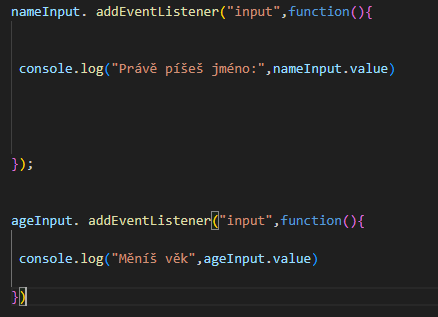 nameInput. addEventListener("input",function(){
console.log("Právě píšeš jméno:",nameInput.value)
});
ageInput. addEventListener("input",function(){
console.log("Měníš věk",ageInput.value)
})